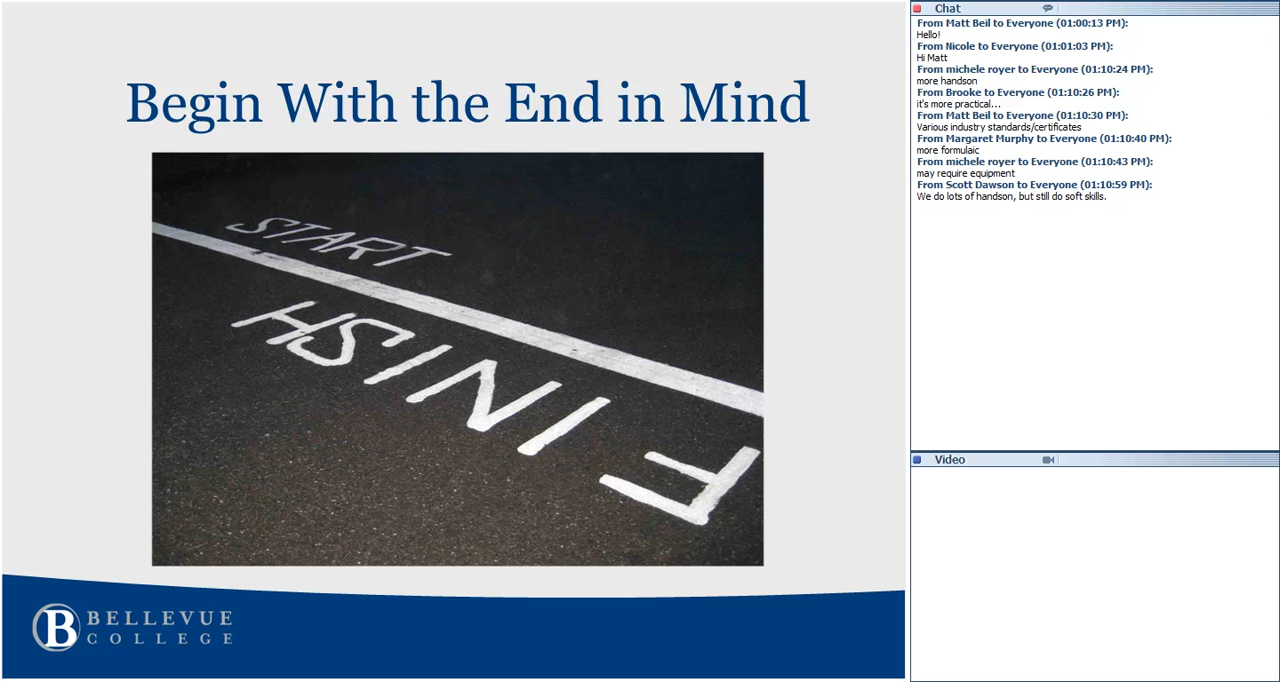 Begin With the End in Mind
START
FINISH
BELLEVUE
COLLEGE
Chat
From Matt Beil to Everyone (01:00:13 PM):
Hello!
From Nicole to Everyone (01:01:03 PM):
Hi Matt
From michele royer to Everyone (01:10:24 PM):
more handson
From Brooke to Everyone (01:10:26 PM):
it's more practical...
From Matt Beil to Everyone (01:10:30 PM):
Various industry standards/certificates
From Margaret Murphy to Everyone (01:10:40 PM):
more formulaic
From michele royer to Everyone (01:10:43 PM):
may require equipment
From Scott Dawson to Everyone (01:10:59 PM):
We do lots of handson, but still do soft skills.
Video